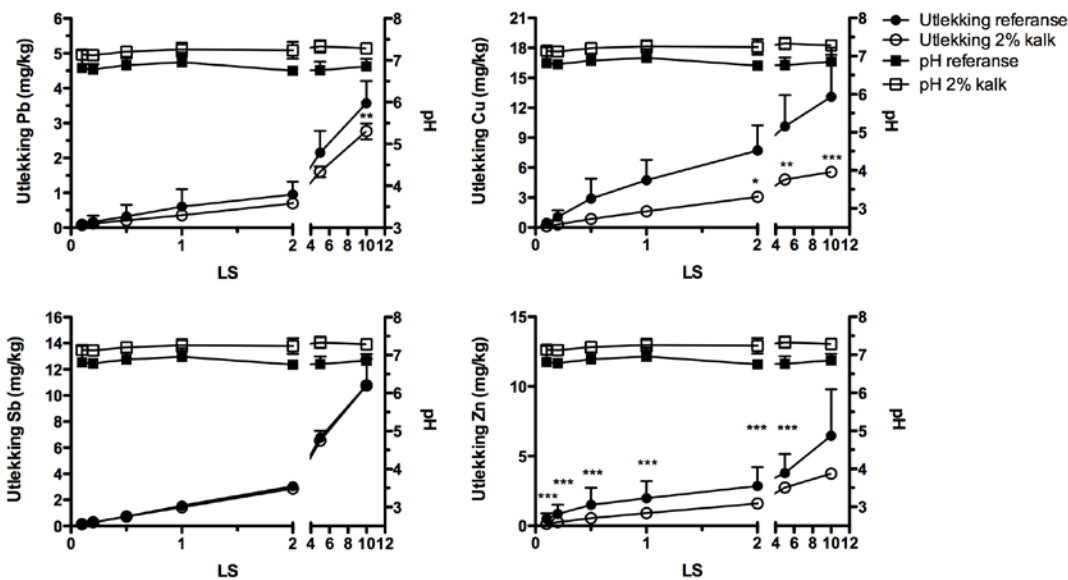 Utlekking referanse
Utlekking 2% kalk
pH referanse
pH 2% kalk
Utlekking Pb (mg/kg)
6
5
4
3
2
1
0
8
7
6
5
4
3
pH
**
0 1 2 4 6 8 10 12
LS
Utlekking Cu (mg/kg)
21
18
15
12
9
6
3
0
8
7
6
5
4
3
pH
* ** ***
0 1 2 4 6 8 10 12
LS
Utlekking Sb (mg/kg)
16
14
12
10
8
6
4
2
0
8
7
6
5
4
3
pH
0 1 2 4 6 8 10 12
LS
Utlekking Zn (mg/kg)
15
10
5
0
8
7
6
5
4
3
pH
*** *** *** *** *** ***
0 1 2 4 6 8 10 12
LS